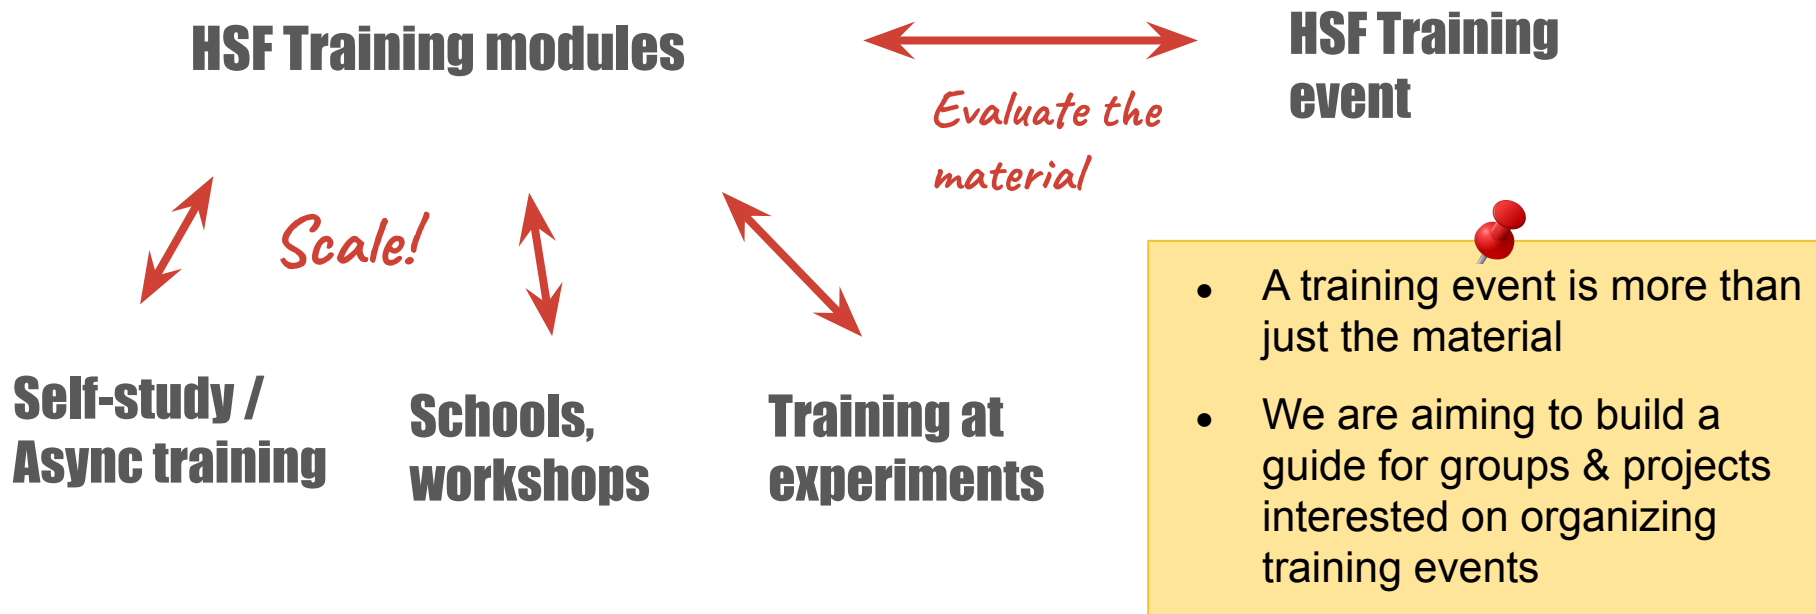 HSF Training modules
HSF Training
event
Evaluate the
material
Scale!
Self-study /
Async training
Schools,
workshops
Training at
experiments
● A training event is more than
just the material
● We are aiming to build a
guide for groups & projects
interested on organizing
training events